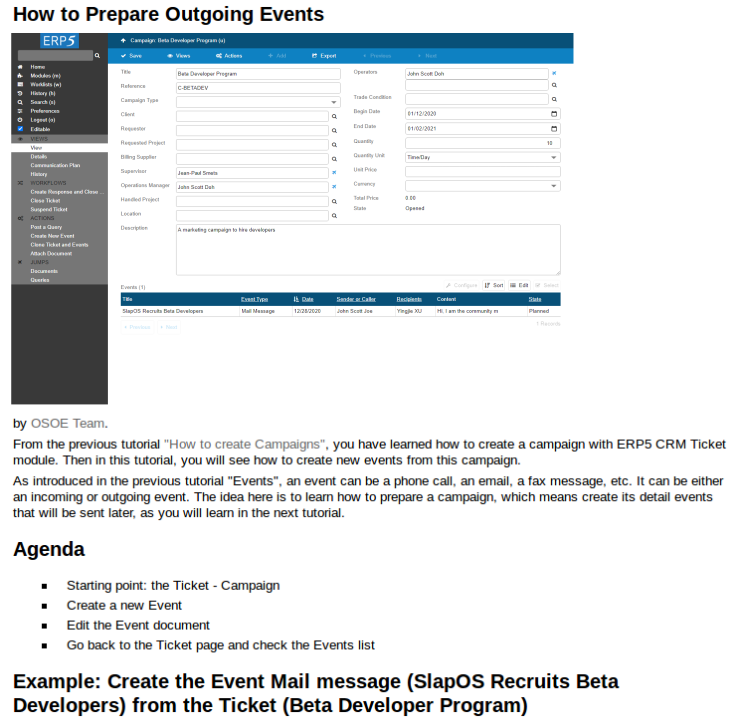 How to Prepare Outgoing Events
ERP5
Campaign: Beta Developer Program (u)
Save Views Actions Add Export Previous Next
Home
Modules (m)
Worklists (w)
History (h)
Search (s)
Preferences
Logout (o)
Editable
VIEWS
View
Details
Communication Plan
History
WORKFLOWS
Create Response and Close ...
Close Ticket
Suspend Ticket
ACTIONS
Post a Query
Create New Event
Clone Ticket and Events
Attach Document
JUMPS
Documents
Queries
Title Beta Developer Program
Reference C-BETADEV
Campaign Type
Client
Requester
Requested Project
Billing Supplier
Supervisor Jean-Paul Smets
Operations Manager John Scott Doh
Handled Project
Location
Description A marketing campaign to hire developers
Operators John Scott Doh
Trade Condition
Begin Date 01/12/2020
End Date 01/02/2021
Quantity 10
Quantity Unit Time/Day
Unit Price
Currency
Total Price 0.00
State Opened
Events (1) Configure Sort Edit Select
Title Event Type Date Sender or Caller Recipients Content State
SlapOS Recruits Beta Developers Mail Message 12/28/2020 John Scott Joe Yingjie XU Hi, I am the community m Planned
Previous Next 1 Records
by OSOE Team.
From the previous tutorial "How to create Campaigns", you have learned how to create a campaign with ERP5 CRM Ticket
module. Then in this tutorial, you will see how to create new events from this campaign.
As introduced in the previous tutorial "Events", an event can be a phone call, an email, a fax message, etc. It can be either
an incoming or outgoing event. The idea here is to learn how to prepare a campaign, which means create its detail events
that will be sent later, as you will learn in the next tutorial.
Agenda
Starting point: the Ticket - Campaign
Create a new Event
Edit the Event document
Go back to the Ticket page and check the Events list
Example: Create the Event Mail message (SlapOS Recruits Beta
Developers) from the Ticket (Beta Developer Program)